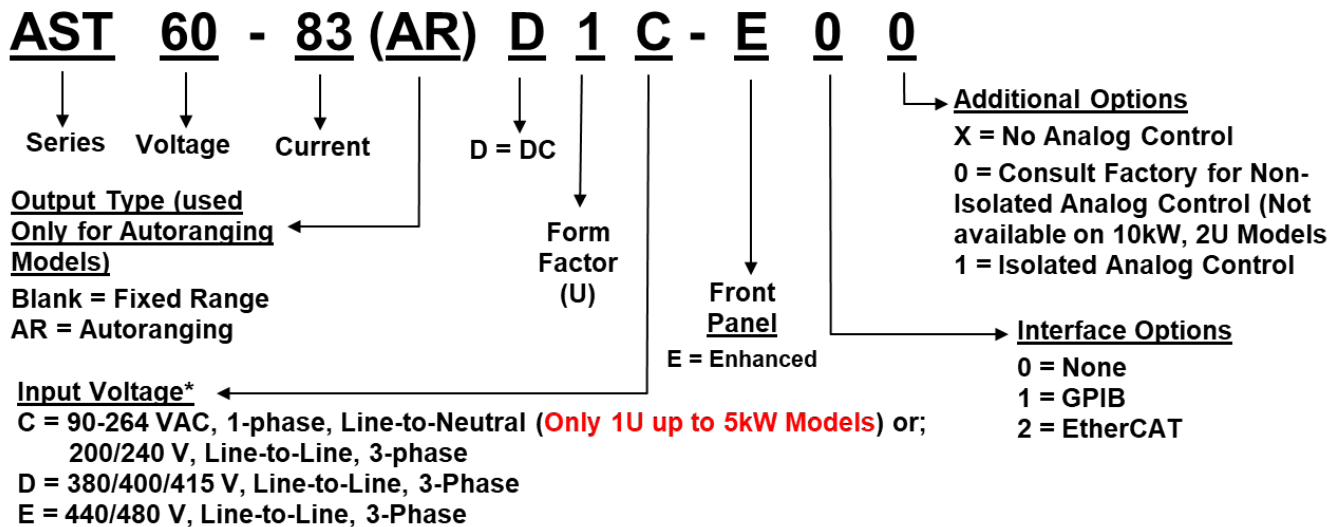 AST 60 - 83 (AR) D 1 C - E 0 0
Series
Voltage
Current
D = DC
Form
Factor
(U)
Front
Panel
E = Enhanced
Additional Options
X = No Analog Control
0 = Consult Factory for Non-
Isolated Analog Control (Not
available on 10kW, 2U Models
1 = Isolated Analog Control
Output Type (used
Only for Autoranging
Models)
Blank = Fixed Range
AR = Autoranging
Interface Options
0 = None
1 = GPIB
2 = EtherCAT
Input Voltage*
C = 90-264 VAC, 1-phase, Line-to-Neutral (Only 1U up to 5kW Models) or;
200/240 V, Line-to-Line, 3-phase
D = 380/400/415 V, Line-to-Line, 3-Phase
E = 440/480 V, Line-to-Line, 3-Phase